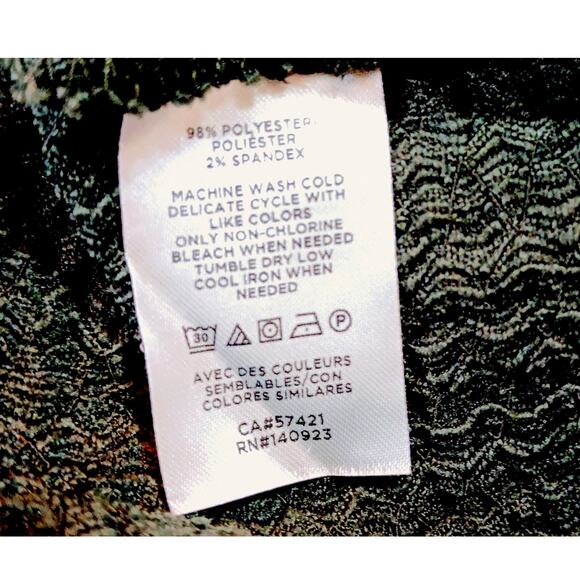 98% POLYESTER
POLIÉSTER
2% SPANDEX
MACHINE WASH COLD
DELICATE CYCLE WITH
LIKE COLORS
ONLY NON-CHLORINE
BLEACH WHEN NEEDED
TUMBLE DRY LOW
COOL IRON WHEN
NEEDED
30 P
AVEC DES COULEURS
SEMBLABLES/CON
COLORES SIMILARES
CA#57421
RN#140923